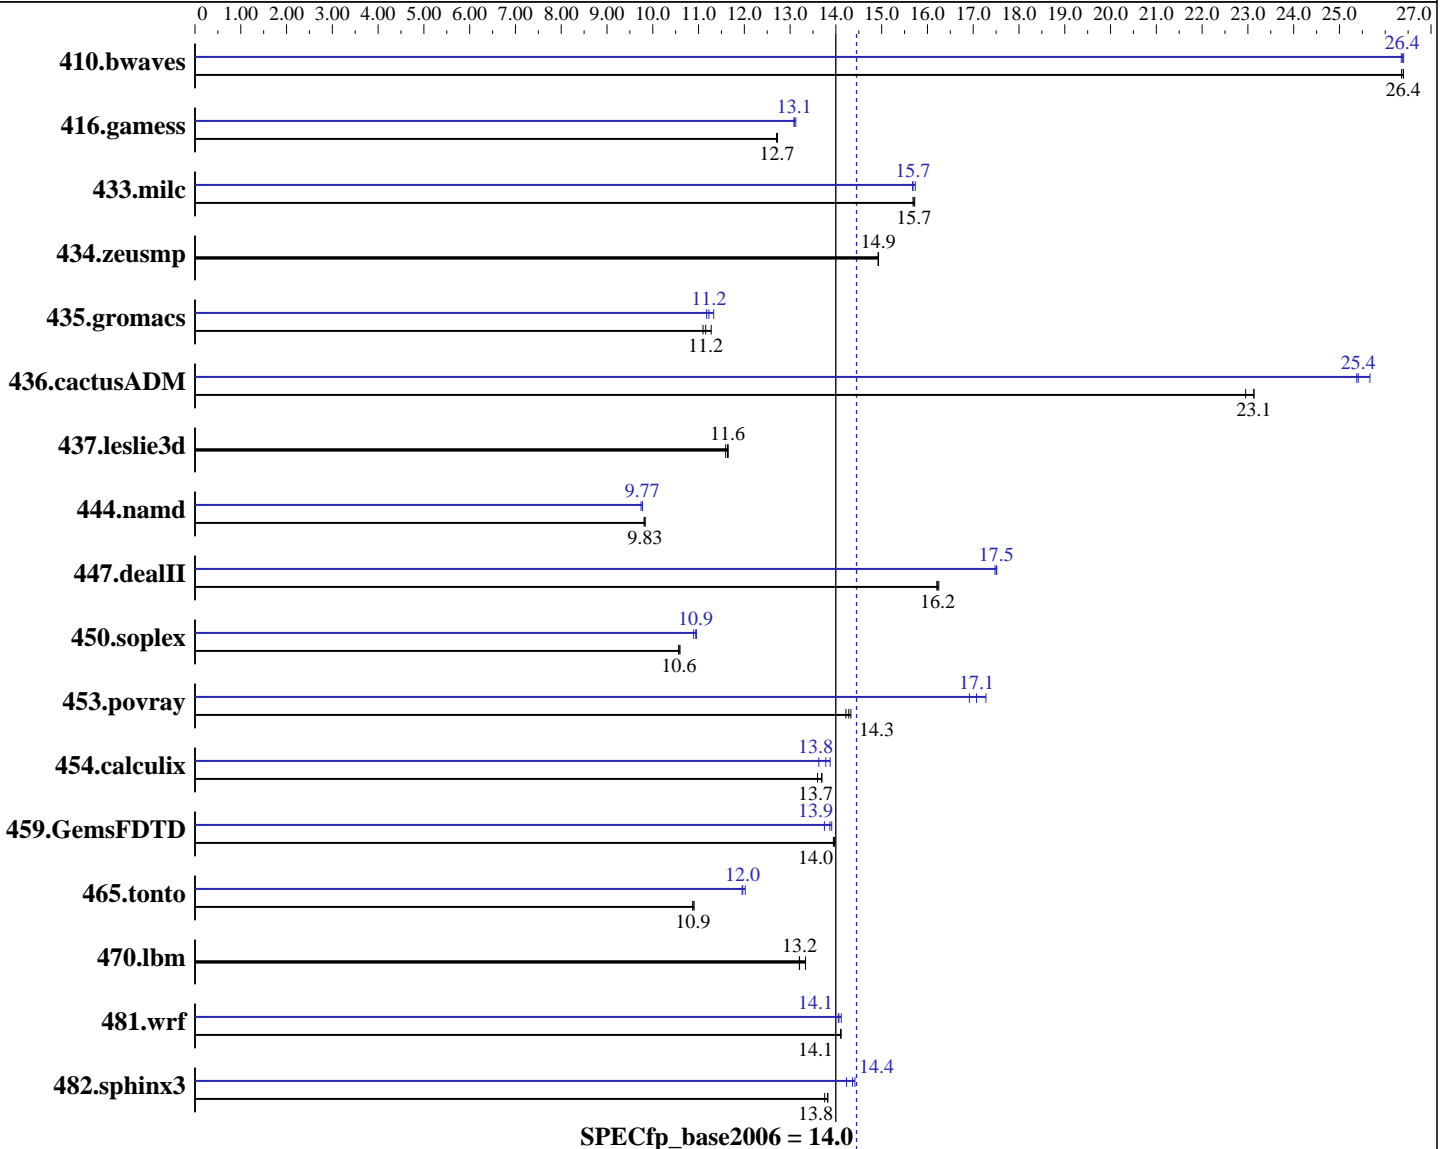 0 1.00 2.00 3.00 4.00 5.00 6.00 7.00 8.00 9.00 10.0 11.0 12.0 13.0 14.0 15.0 16.0 17.0 18.0 19.0 20.0 21.0 22.0 23.0 24.0 25.0 27.0
26.4
410.bwaves
26.4
13.1
416.gamess
12.7
15.7
433.milc
15.7
14.9
434.zeusmp
11.2
435.gromacs
11.2
25.4
436.cactusADM
23.1
11.6
437.leslie3d
9.77
444.namd
9.83
17.5
447.dealII
16.2
10.9
450.soplex
10.6
17.1
453.povray
14.3
13.8
454.calculix
13.7
13.9
459.GemsFDTD
14.0
12.0
465.tonto
10.9
13.2
470.lbm
14.1
481.wrf
14.1
14.4
482.sphinx3
13.8
SPECfp_base2006 = 14.0